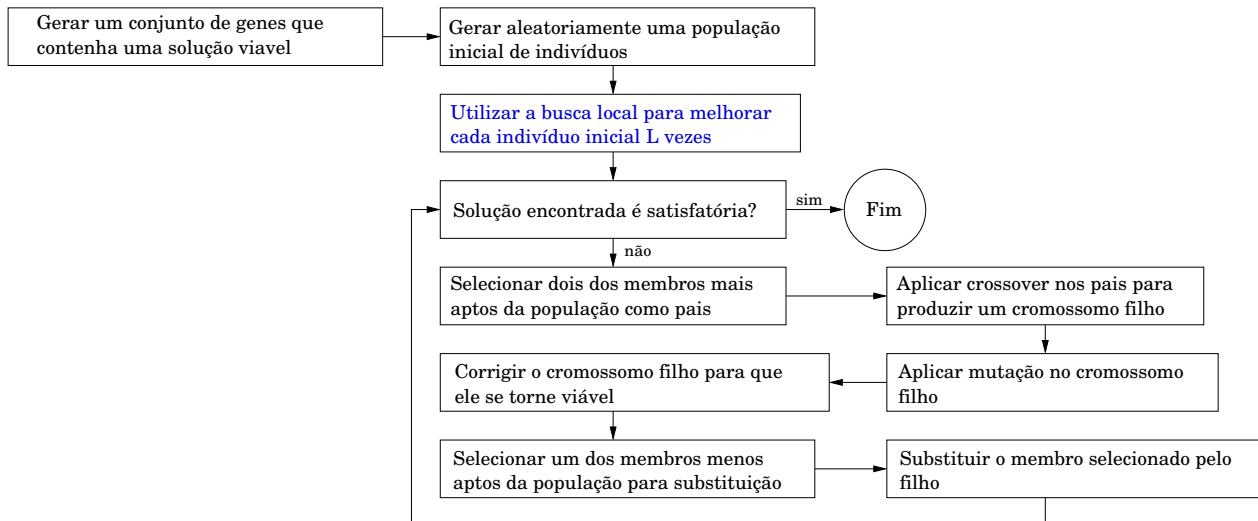 Gerar um conjunto de genes que
contenha uma solução viavel
Gerar aleatoriamente uma população
inicial de indivíduos
Utilizar a busca local para melhorar
cada indivíduo inicial L vezes
Solução encontrada é satisfatória?
sim
Fim
não
Selecionar dois dos membros mais
aptos da população como pais
Aplicar crossover nos pais para
produzir um cromossomo filho
Aplicar mutação no cromossomo
filho
Corrigir o cromossomo filho para que
ele se torne viável
Selecionar um dos membros menos
aptos da população para substituição
Substituir o membro selecionado pelo
filho